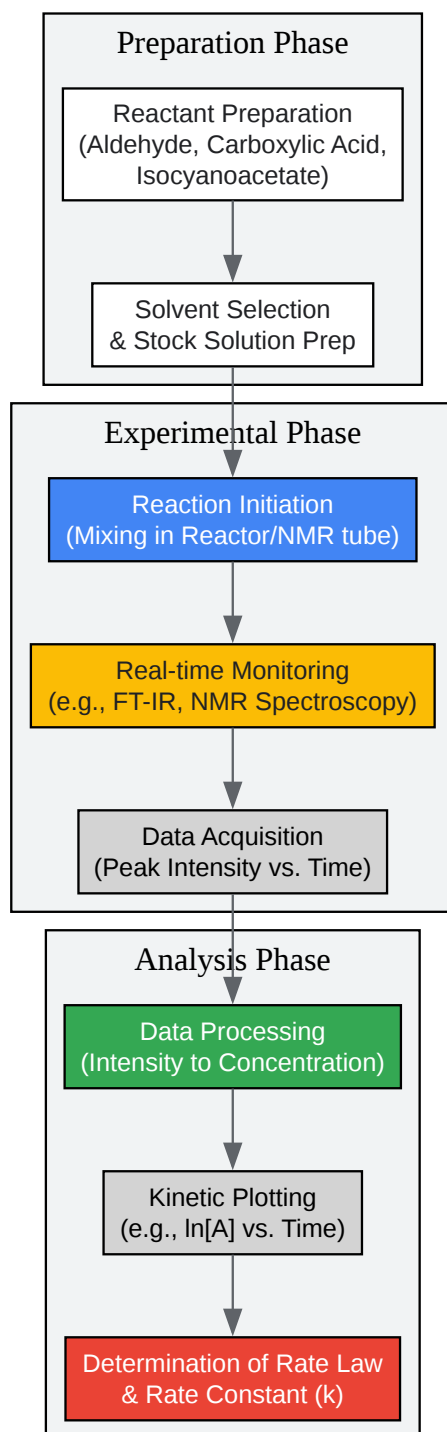 Preparation Phase
Reactant Preparation
(Aldehyde, Carboxylic Acid,
Isocyanoacetate)
Solvent Selection
& Stock Solution Prep
Experimental Phase
Reaction Initiation
(Mixing in Reactor/NMR tube)
Real-time Monitoring
(e.g., FT-IR, NMR Spectroscopy)
Data Acquisition
(Peak Intensity vs. Time)
Analysis Phase
Data Processing
(Intensity to Concentration)
Kinetic Plotting
(e.g., ln[A] vs. Time)
Determination of Rate Law
& Rate Constant (k)